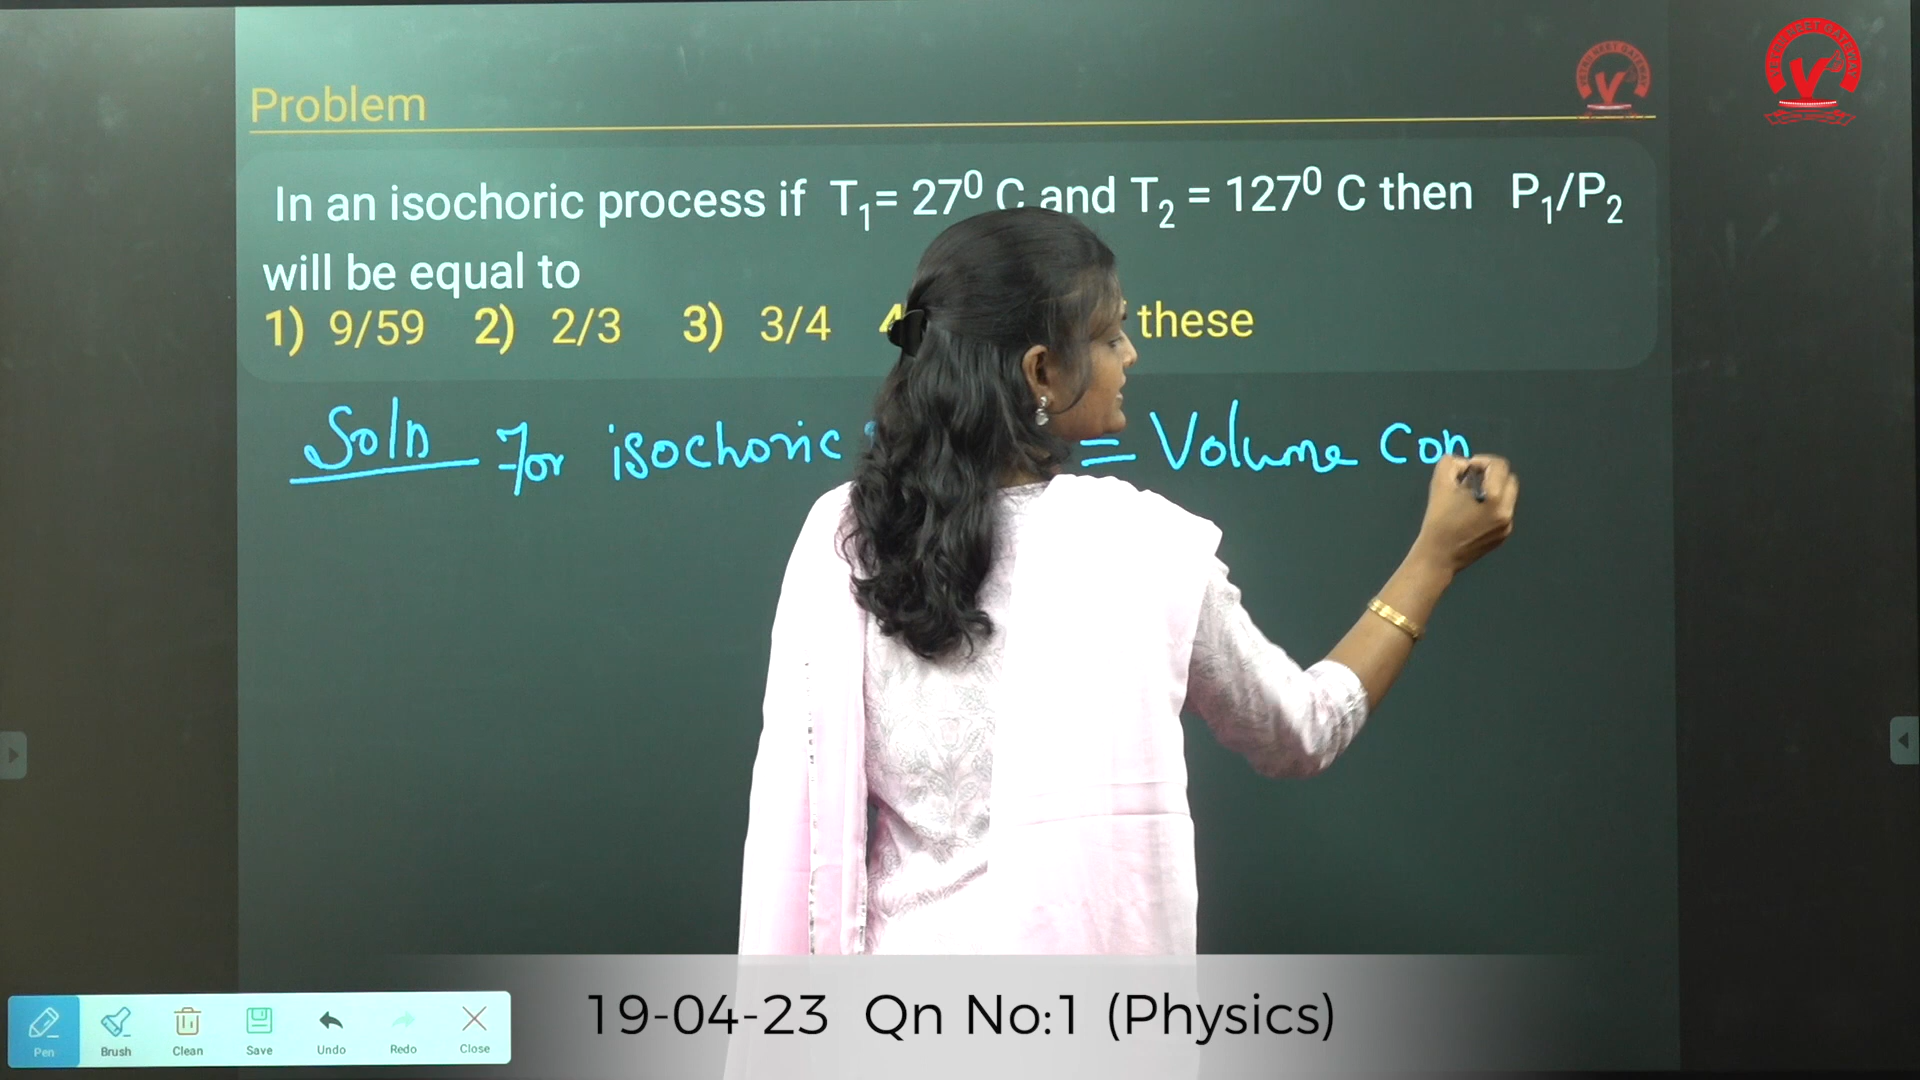 Problem
In an isochoric process if T₁= 27⁰ C and T₂ = 127⁰ C then P₁/P₂
will be equal to
1) 9/59 2) 2/3 3) 3/4 these
Soln For isochoric = Volume Con
19-04-23 Qn No:1 (Physics)
Pen Brush Clean Save Undo Redo Close